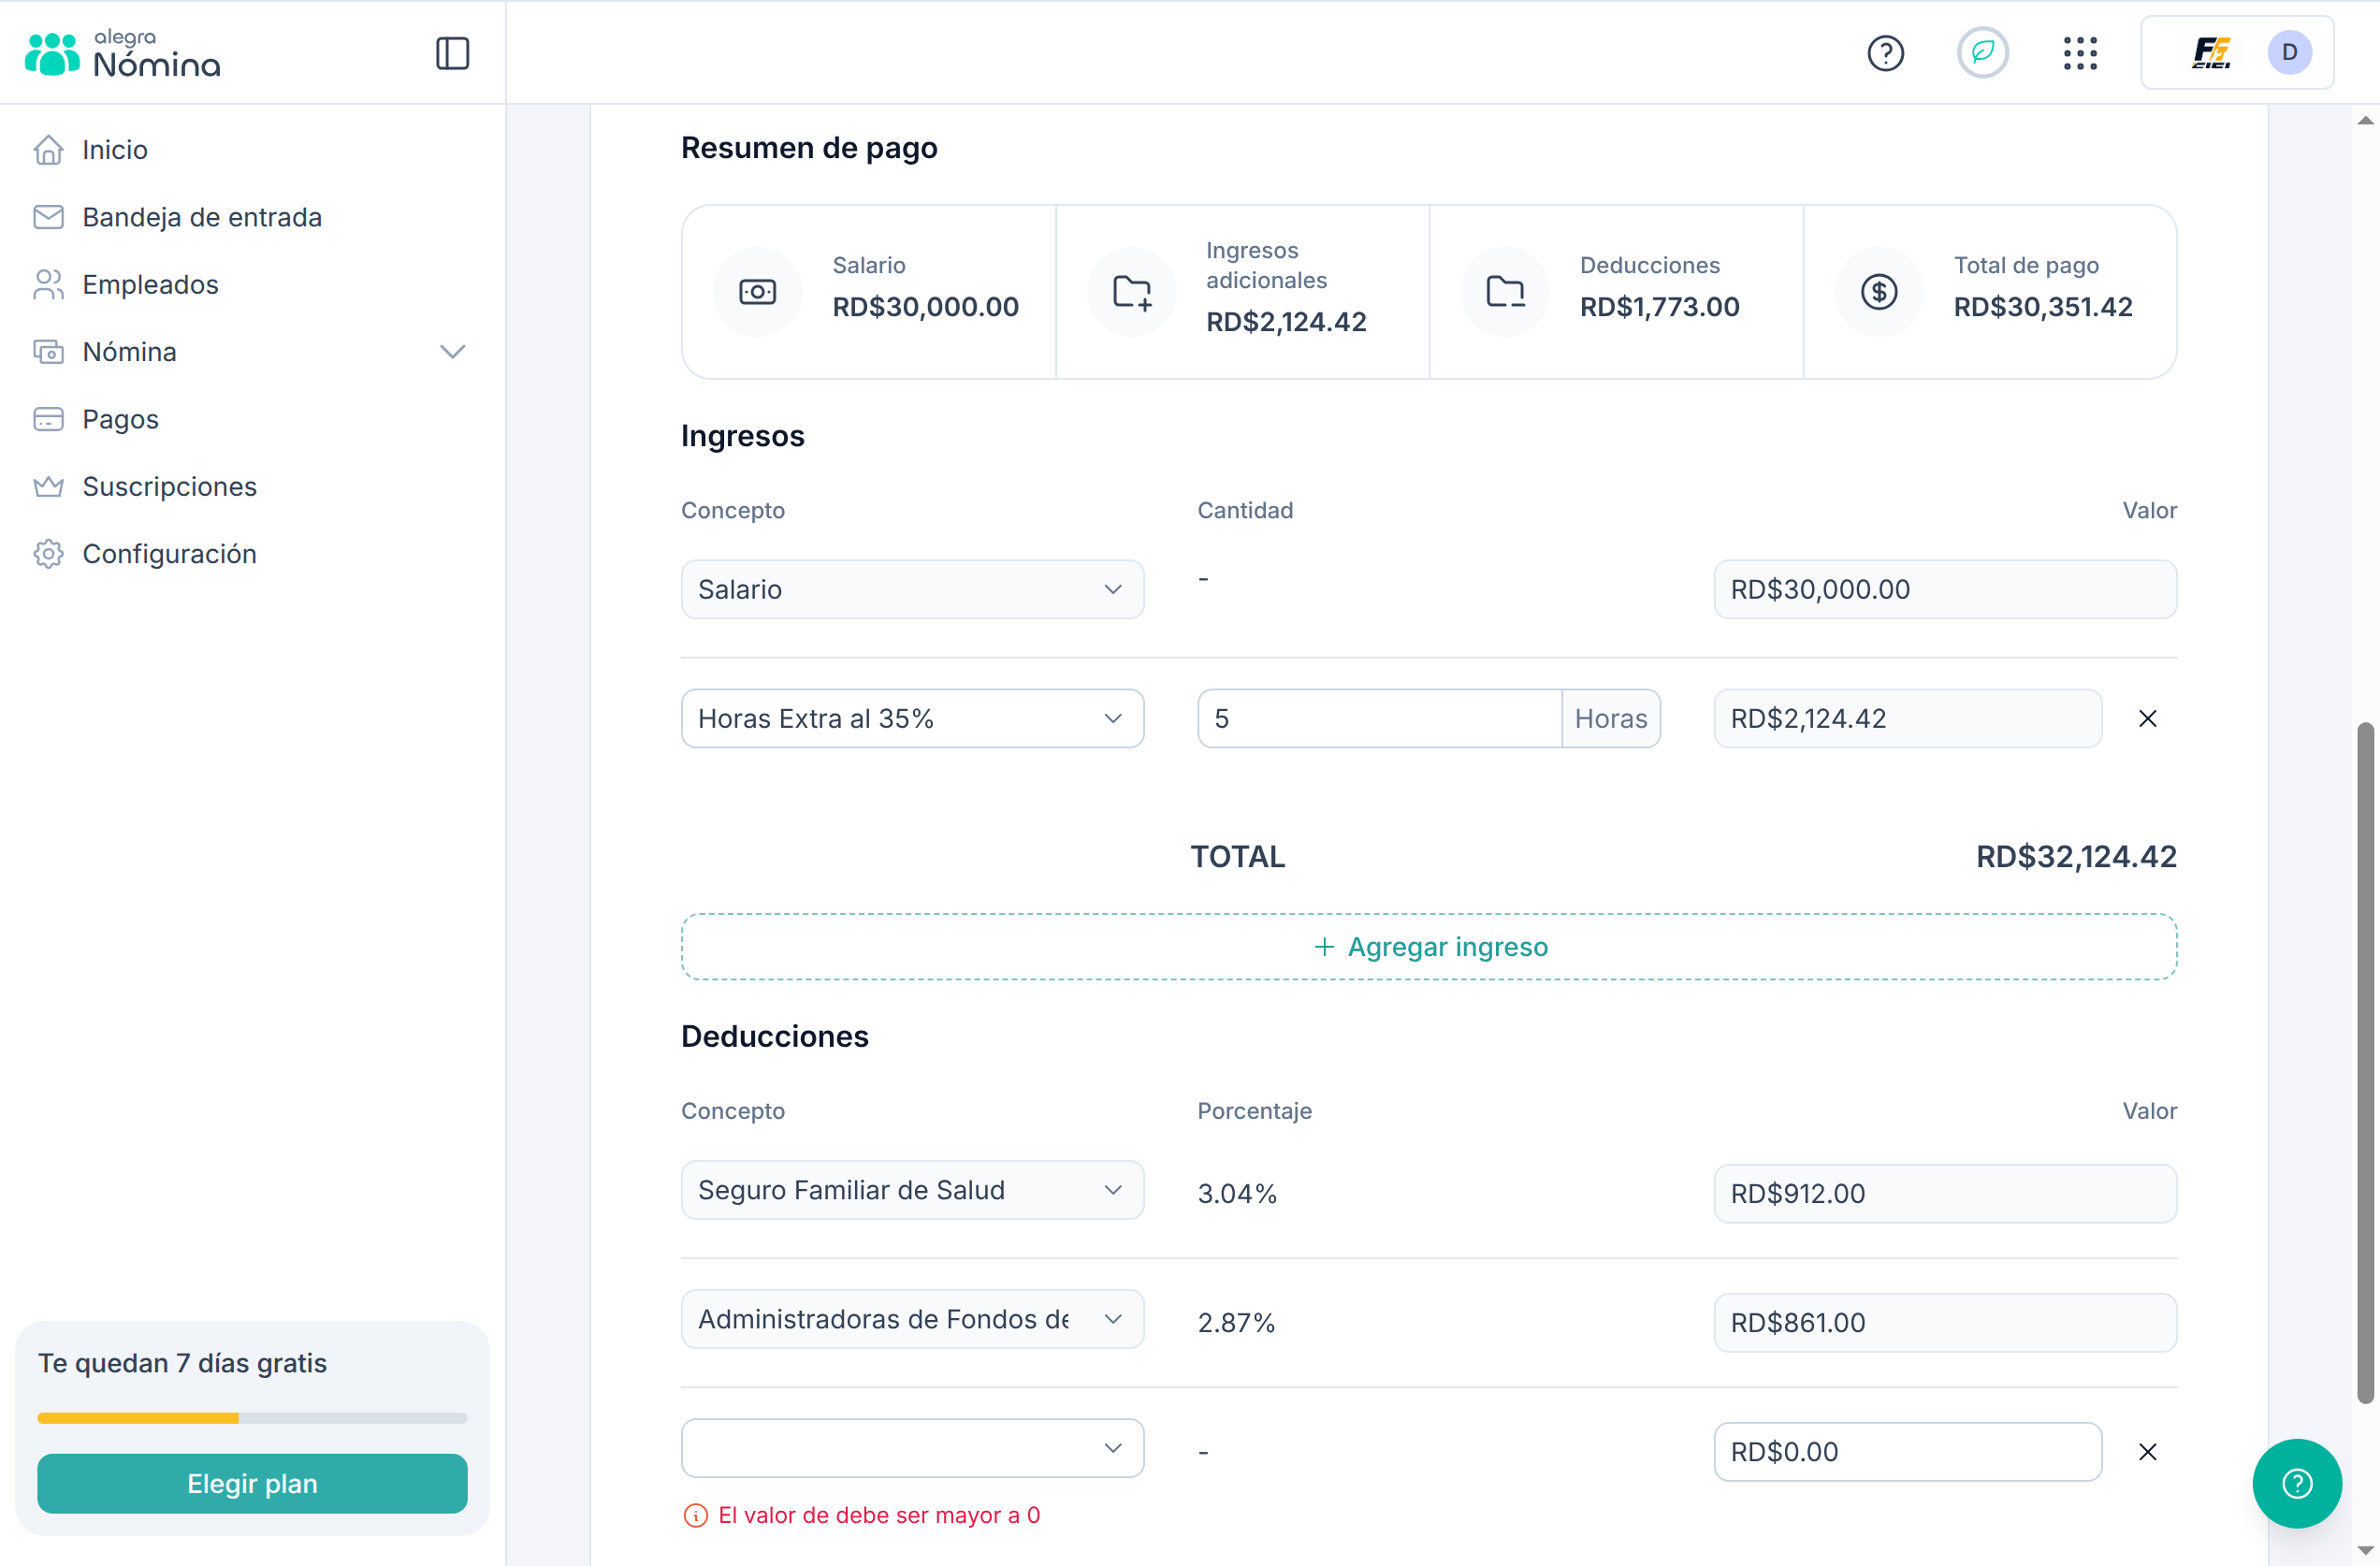 alegra
Nómina
D
Inicio
Bandeja de entrada
Empleados
Nómina
Pagos
Suscripciones
Configuración
Te quedan 7 días gratis
Elegir plan
Resumen de pago
Salario
RD$30,000.00
Ingresos
adicionales
RD$2,124.42
Deducciones
RD$1,773.00
Total de pago
RD$30,351.42
Ingresos
Concepto Cantidad Valor
Salario - RD$30,000.00
Horas Extra al 35% 5 Horas RD$2,124.42
TOTAL RD$32,124.42
+ Agregar ingreso
Deducciones
Concepto Porcentaje Valor
Seguro Familiar de Salud 3.04% RD$912.00
Administradoras de Fondos de 2.87% RD$861.00
- RD$0.00
El valor de debe ser mayor a 0